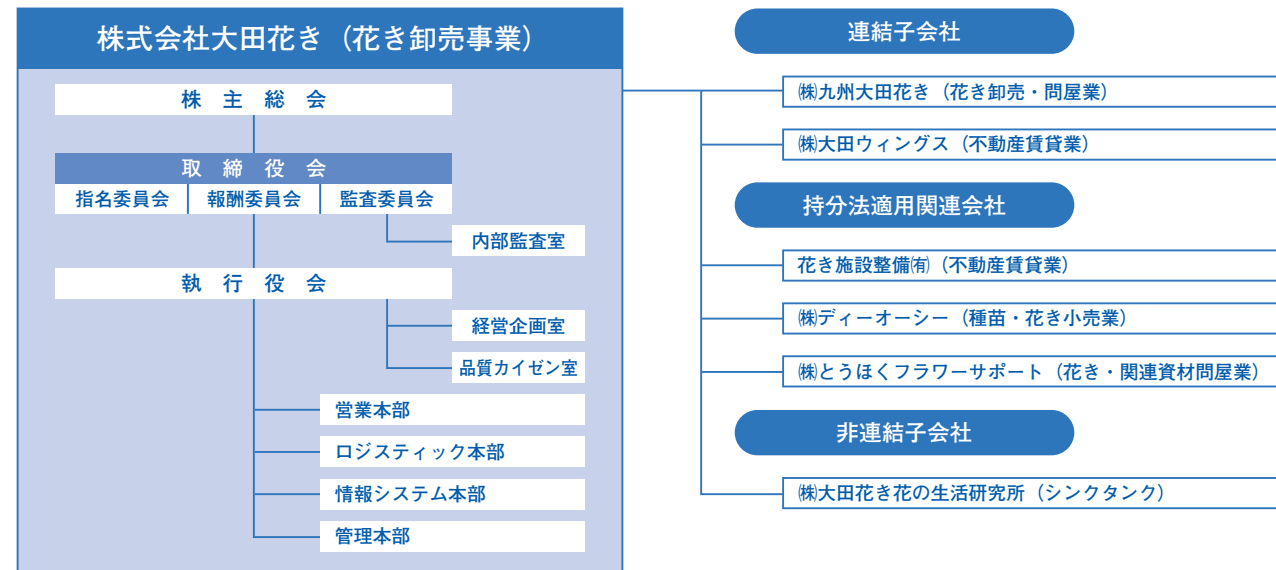 株式会社大田花き（花き卸売事業）
株主総会
取締役会
指名委員会 報酬委員会 監査委員会
内部監査室
執行役会
経営企画室
品質カイゼン室
営業本部
ロジスティック本部
情報システム本部
管理本部
連結子会社
㈱九州大田花き（花き卸売・問屋業）
㈱大田ウィングス（不動産賃貸業）
持分法適用関連会社
花き施設整備㈲（不動産賃貸業）
㈱ディーオーシー（種苗・花き小売業）
㈱とうほくフラワーサポート（花き・関連資材問屋業）
非連結子会社
㈱大田花き花の生活研究所（シンクタンク）